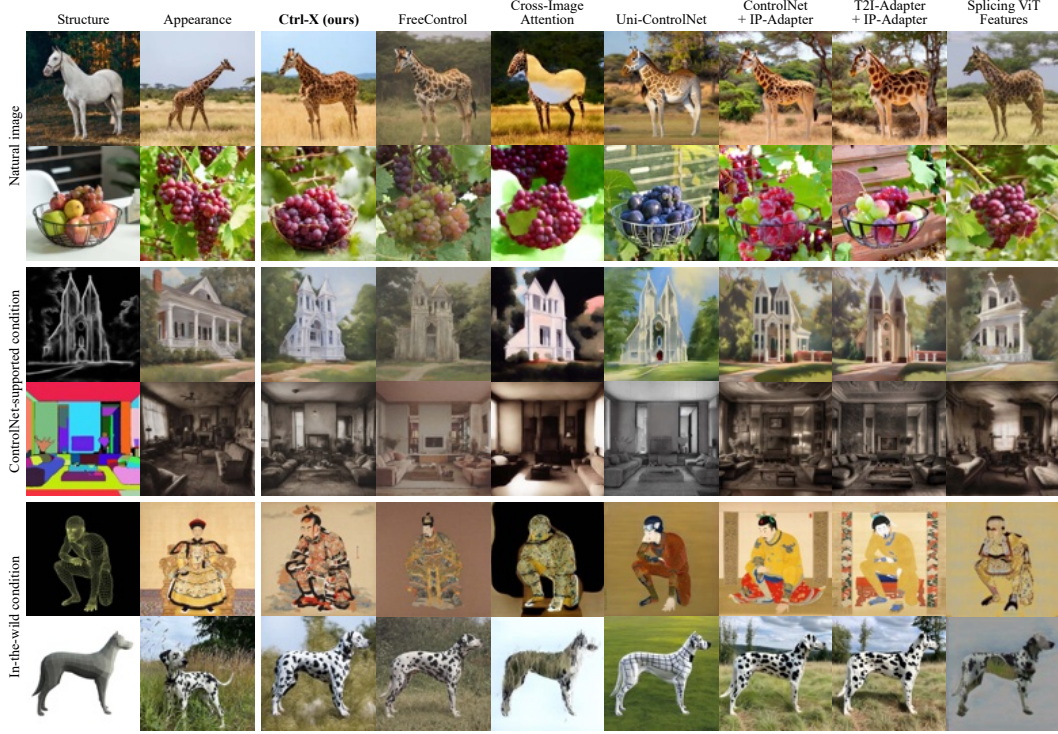 Structure
Appearance
Ctrl-X (ours)
FreeControl
Cross-Image
Attention
Uni-ControlNet
ControlNet
+ IP-Adapter
T2I-Adapter
+ IP-Adapter
Splicing ViT
Features
Natural image
ControlNet-supported condition
In-the-wild condition